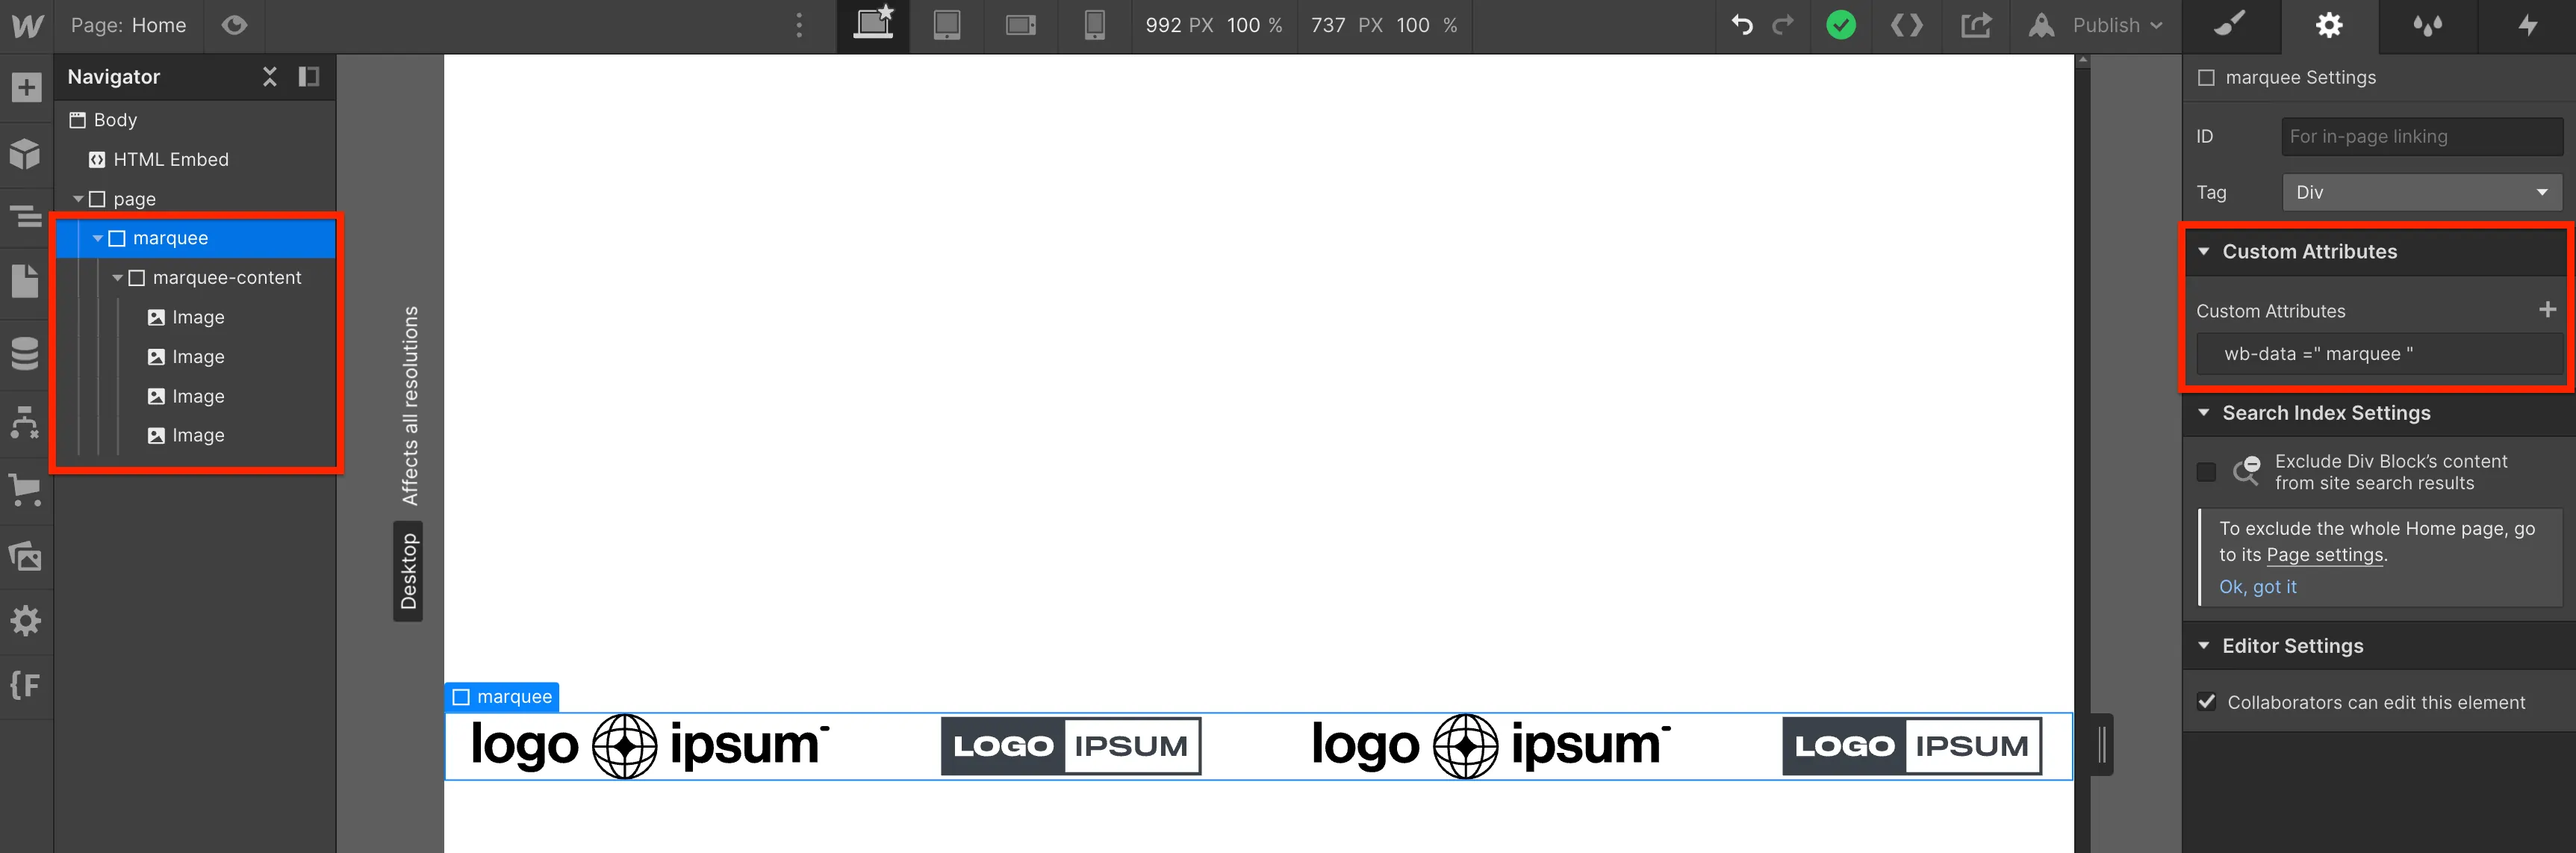 Page: Home
992 PX 100 % 737 PX 100 %
Publish
Navigator
Body
HTML Embed
page
marquee
marquee-content
Image
Image
Image
Image
Affects all resolutions
Desktop
marquee
logo ipsum
LOGO IPSUM
logo ipsum
LOGO IPSUM
marquee Settings
ID For in-page linking
Tag Div
Custom Attributes
Custom Attributes
wb-data =" marquee "
Search Index Settings
Exclude Div Block’s content
from site search results
To exclude the whole Home page, go
to its Page settings.
Ok, got it
Editor Settings
Collaborators can edit this element